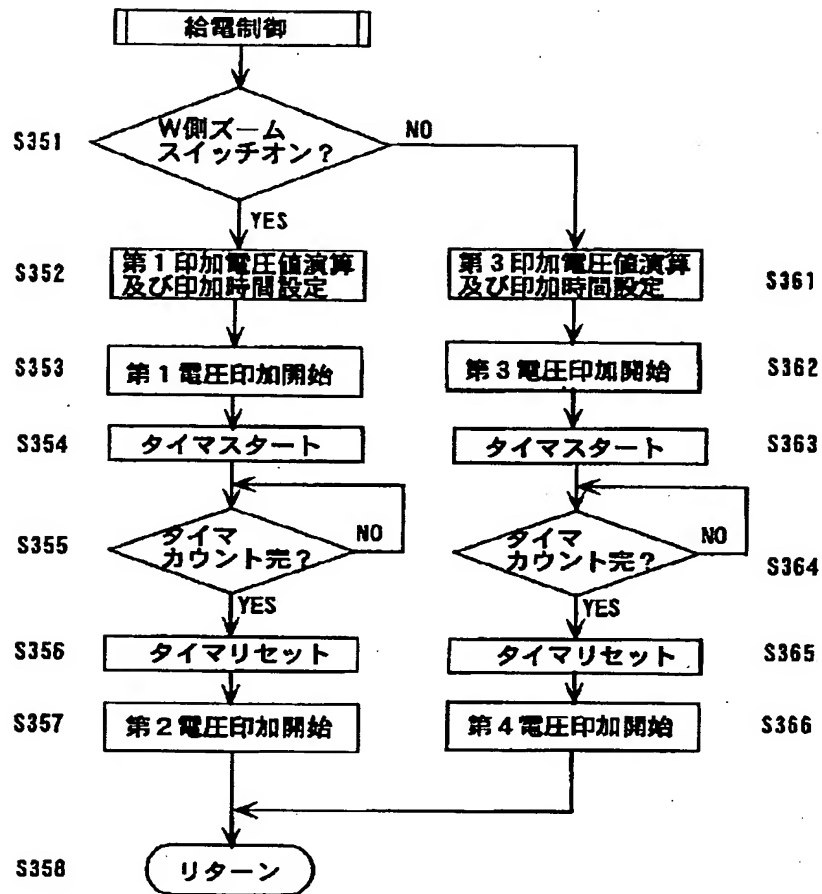 給電制御
S351
W側ズーム
スイッチオン?
NO
YES
S352
第1印加電圧値演算
及び印加時間設定
第3印加電圧値演算
及び印加時間設定
S361
S353
第1電圧印加開始
第3電圧印加開始
S362
S354
タイマスタート
タイマスタート
S363
S355
タイマ
カウント完?
NO
タイマ
カウント完?
NO
S364
YES
YES
S356
タイマリセット
タイマリセット
S365
S357
第2電圧印加開始
第4電圧印加開始
S366
S358
リターン